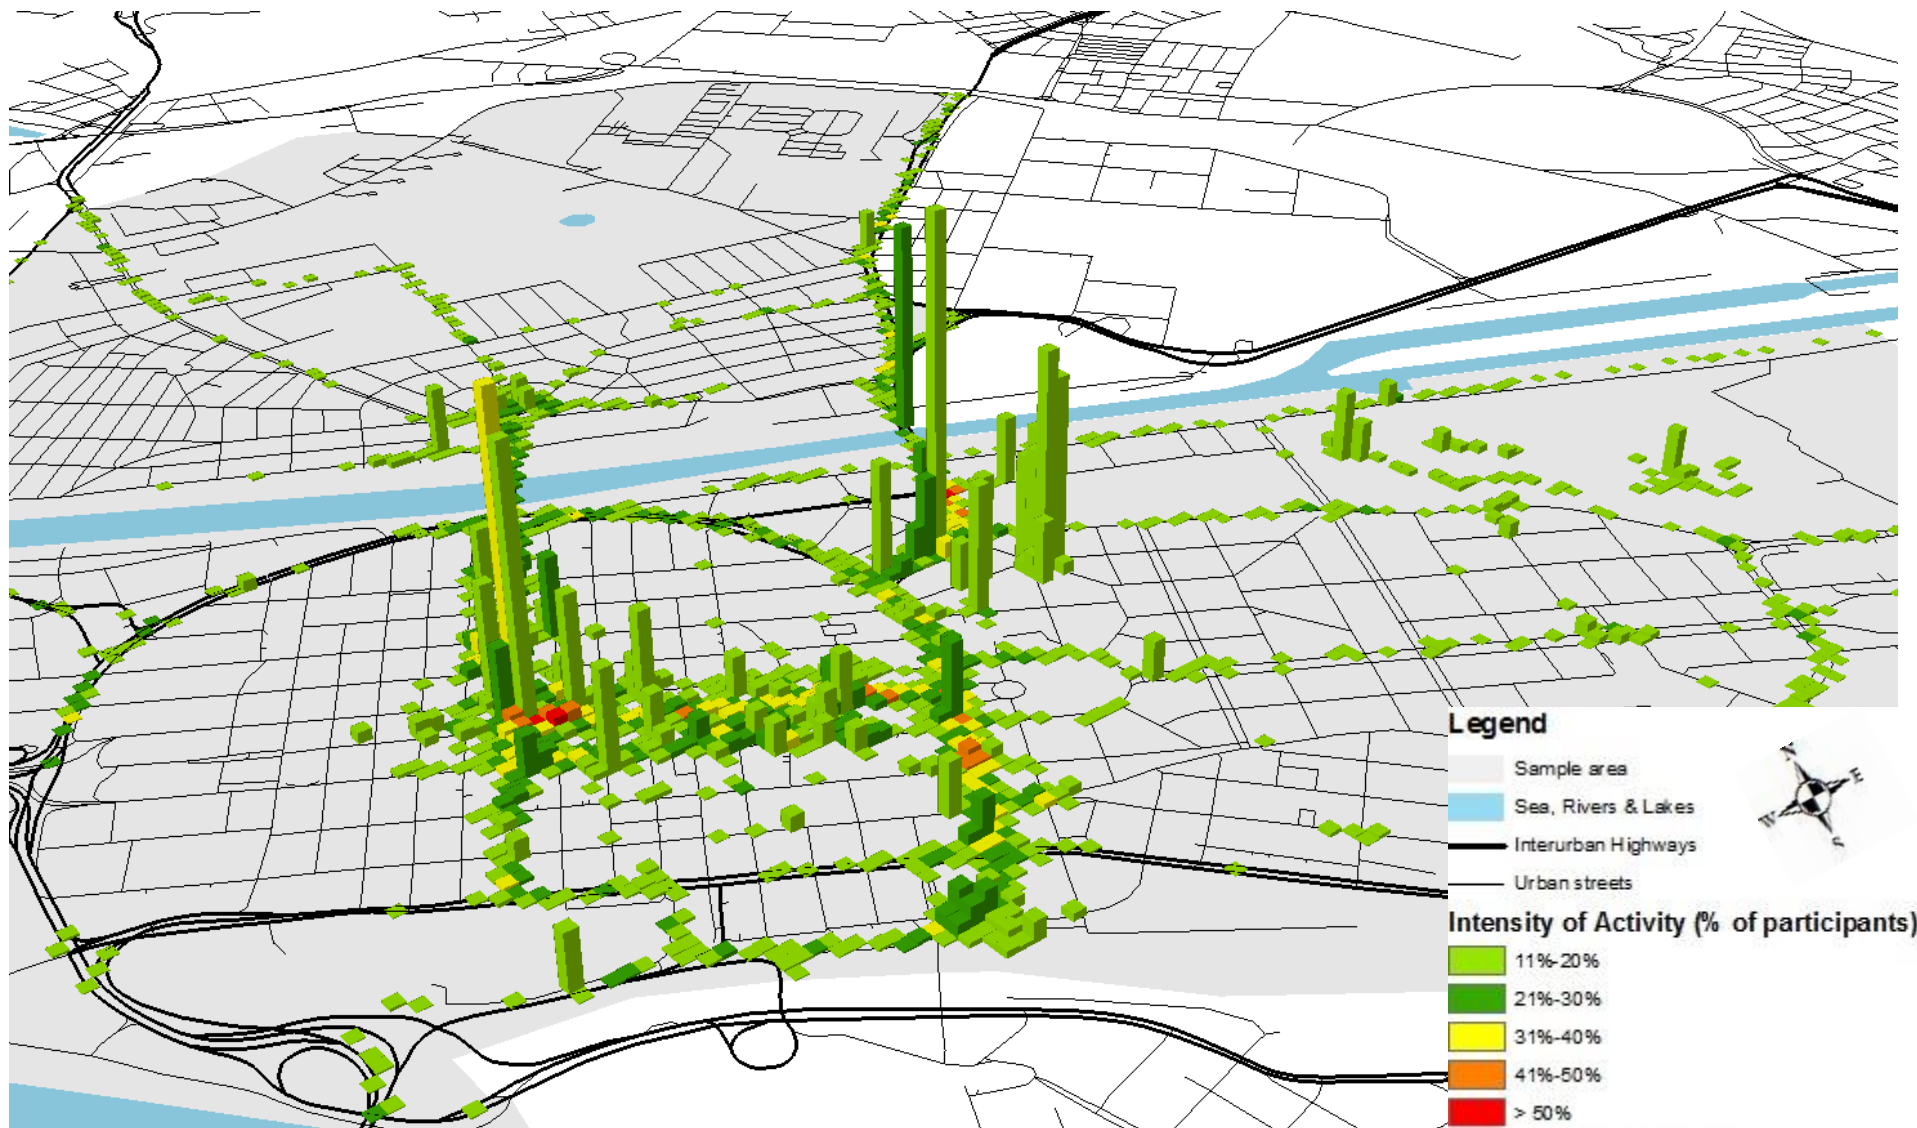 Legend
Sample area
Sea, Rivers & Lakes
Interurban Highways
Urban streets
Intensity of Activity (% of participants)
11%-20%
21%-30%
31%-40%
41%-50%
> 50%
N
E
W
S